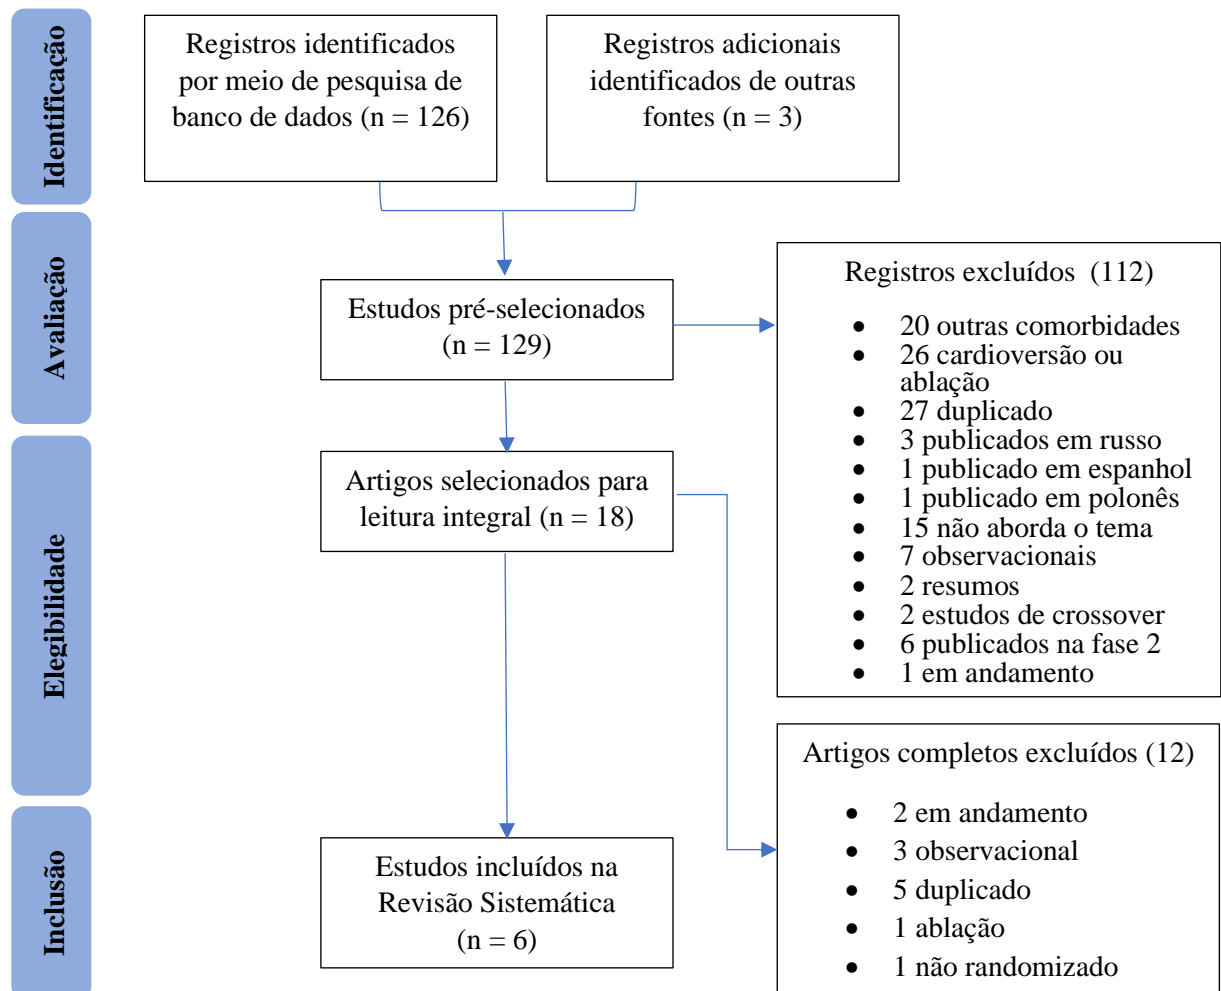 Identificação
Registros identificados
por meio de pesquisa de
banco de dados (n = 126)
Registros adicionais
identificados de outras
fontes (n = 3)
Avaliação
Estudos pré-selecionados
(n = 129)
Registros excluídos (112)
• 20 outras comorbidades
• 26 cardioversão ou
ablação
• 27 duplicado
• 3 publicados em russo
• 1 publicado em espanhol
• 1 publicado em polonês
• 15 não aborda o tema
• 7 observacionais
• 2 resumos
• 2 estudos de crossover
• 6 publicados na fase 2
• 1 em andamento
Elegibilidade
Artigos selecionados para
leitura integral (n = 18)
Artigos completos excluídos (12)
• 2 em andamento
• 3 observacional
• 5 duplicado
• 1 ablação
• 1 não randomizado
Inclusão
Estudos incluídos na
Revisão Sistemática
(n = 6)